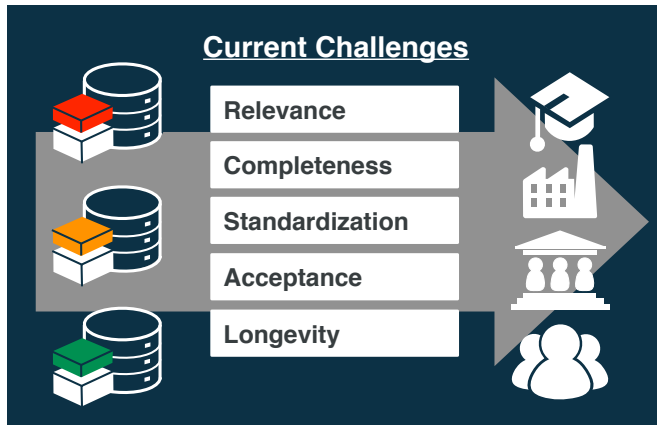 Current Challenges
Relevance
Completeness
Standardization
Acceptance
Longevity